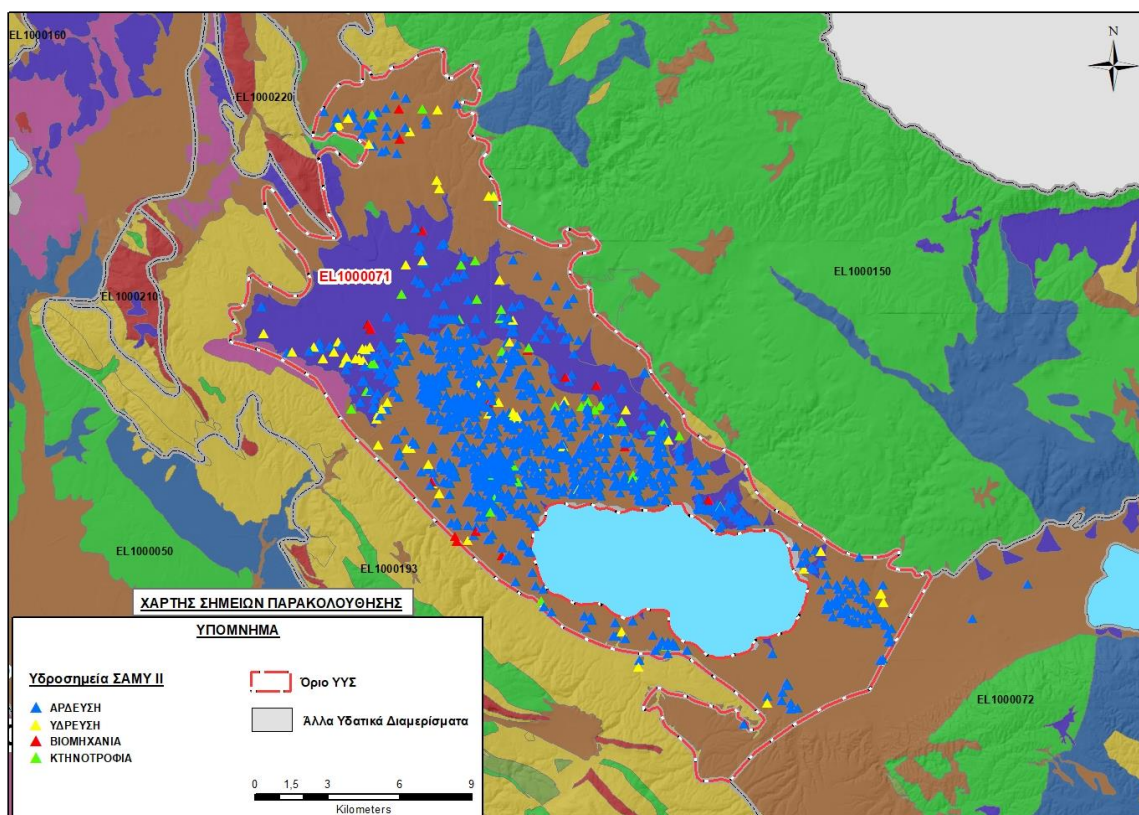 EL1000160
N
EL1000220
EL1000071
EL1000150
EL1000210
EL1000050
EL1000193
EL1000072
ΧΑΡΤΗΣ ΣΗΜΕΙΩΝ ΠΑΡΑΚΟΛΟΥΘΗΣΗΣ
ΥΠΟΜΝΗΜΑ
Υδροσημεία ΣΑΜΥ ΙΙ
ΑΡΔΕΥΣΗ
ΥΔΡΕΥΣΗ
ΒΙΟΜΗΧΑΝΙΑ
ΚΤΗΝΟΤΡΟΦΙΑ
Όριο ΥΥΣ
Άλλα Υδατικά Διαμερίσματα
0 1,5 3 6 9
Kilometers